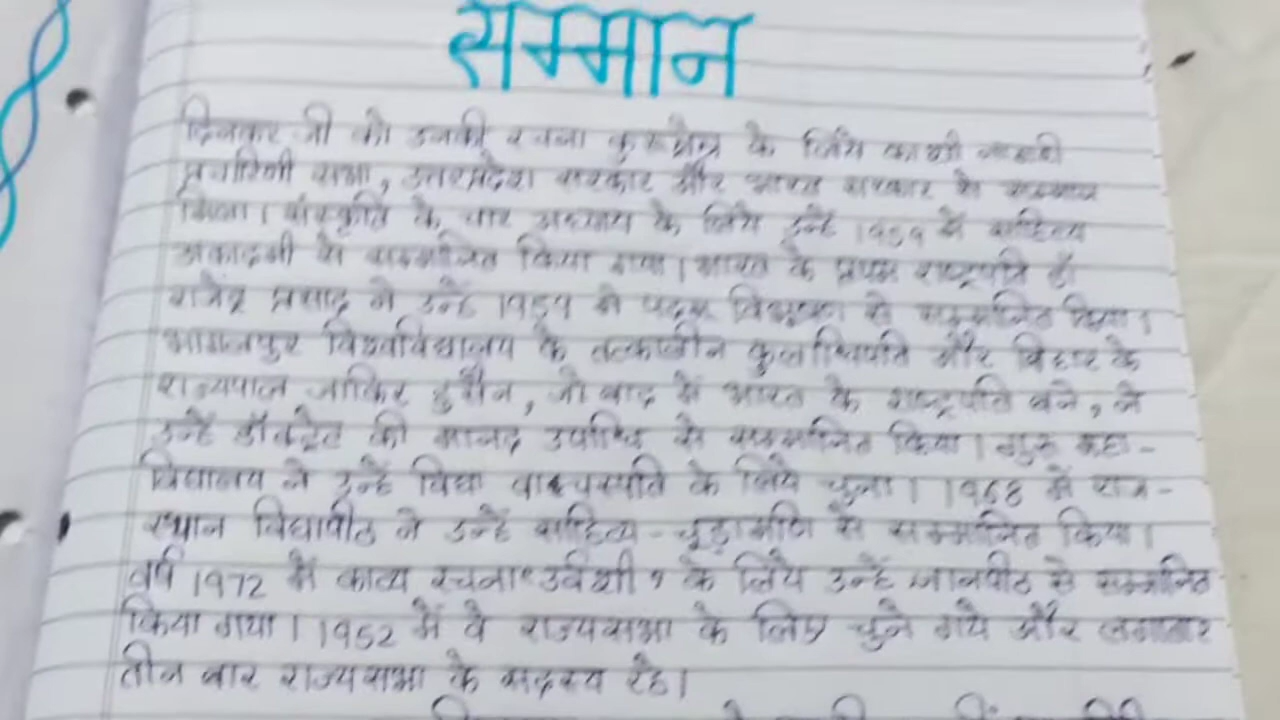 सम्मान
दिनकर जी को उनकी रचना कुरूक्षेत्र के लिये काशी नागरी
प्रचारिणी सभा, उत्तरप्रदेश सरकार और भारत सरकार से सम्मान
मिला। संस्कृति के चार अध्याय के लिये उन्हें 1959 में साहित्य
अकादमी से सम्मानित किया गया। भारत के प्रथम राष्ट्रपति डॉ
राजेंद्र प्रसाद ने उन्हें 1959 में पद्म विभूषण से सम्मानित किया।
भागलपुर विश्वविद्यालय के तत्कालीन कुलाधिपति और बिहार के
राज्यपाल जाकिर हुसैन, जो बाद में भारत के राष्ट्रपति बने, ने
उन्हें डॉक्ट्रेट की मानद उपाधि से सम्मानित किया। गुरू महा-
विद्यालय ने उन्हें विद्या वाचस्पति के लिये चुना। 1968 में राज-
स्थान विद्यापीठ ने उन्हें साहित्य-चूड़ामणि से सम्मानित किया।
वर्ष 1972 में काव्य रचना "उर्वशी" के लिये उन्हें ज्ञानपीठ से सम्मानित
किया गया। 1952 में वे राज्यसभा के लिए चुने गये और लगातार
तीन बार राज्यसभा के सदस्य रहे।